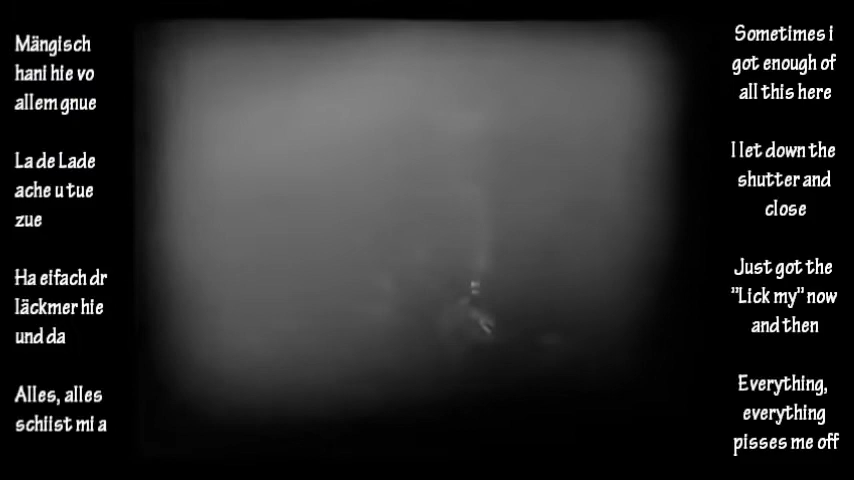 Mängisch
hani hie vo
allem gnue
La de Lade
ache u tue
zue
Ha eifach dr
läckmer hie
und da
Alles, alles
schiist mi a
Sometimes i
got enough of
all this here
I let down the
shutter and
close
Just got the
"Lick my" now
and then
Everything,
everything
pisses me off